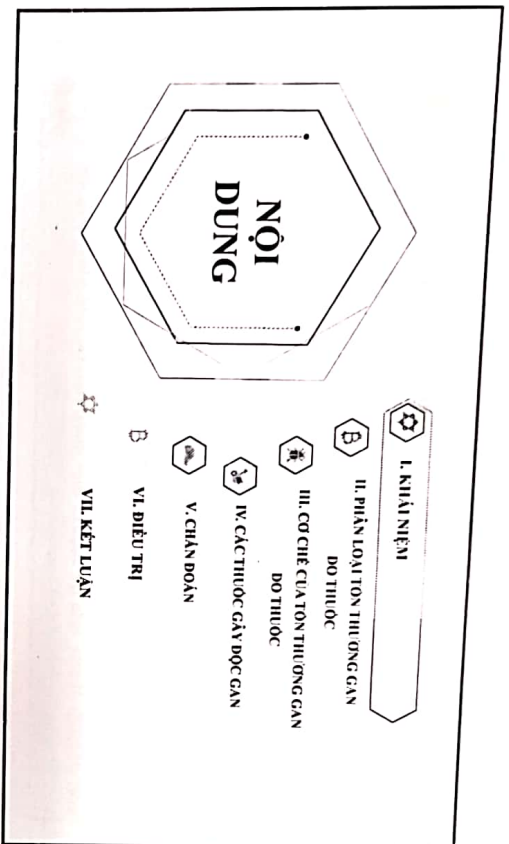 NỘI
DUNG
I. KHÁI NIỆM
II. PHÂN LOẠI TỔN THƯƠNG GAN
DO THUỐC
III. CƠ CHẾ CỦA TỔN THƯƠNG GAN
DO THUỐC
IV. CÁC THUỐC GÂY ĐỘC GAN
V. CHẨN ĐOÁN
VI. ĐIỀU TRỊ
VII. KẾT LUẬN